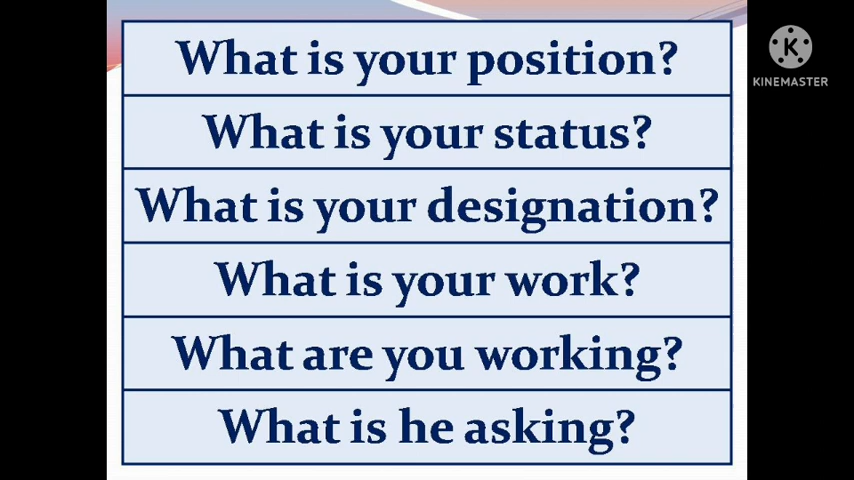 What is your position?
What is your status?
What is your designation?
What is your work?
What are you working?
What is he asking?
K
KINEMASTER